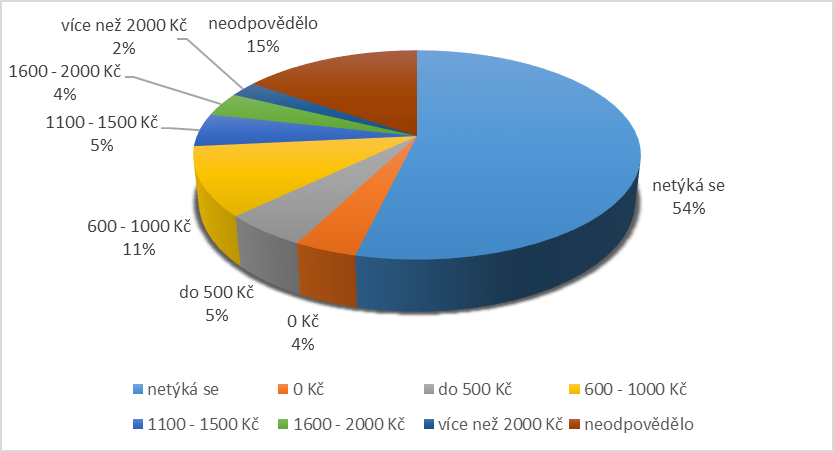 neodpovědělo
15%
více než 2000 Kč
2%
1600 - 2000 Kč
4%
1100 - 1500 Kč
5%
600 - 1000 Kč
11%
do 500 Kč
5%
0 Kč
4%
netýká se
54%
netýká se 0 Kč do 500 Kč 600 - 1000 Kč
1100 - 1500 Kč 1600 - 2000 Kč více než 2000 Kč neodpovědělo